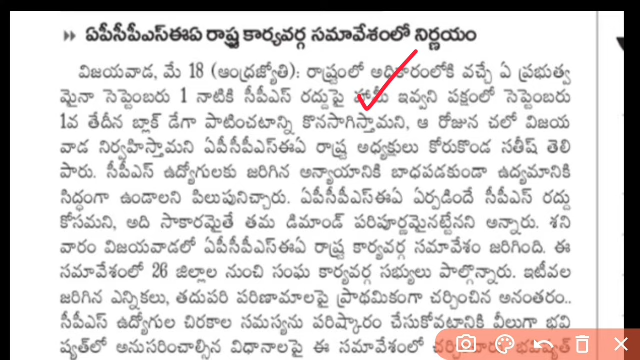 ఏపీసీపీఎస్ఈఏ రాష్ట్ర కార్యవర్గ సమావేశంలో నిర్ణయం
విజయవాడ, మే 18 (ఆంధ్రజ్యోతి): రాష్ట్రంలో అధికారంలోకి వచ్చే ఏ ప్రభుత్వ
మైనా సెప్టెంబరు 1 నాటికి సీపీఎస్ రద్దుపై హామీ ఇవ్వని పక్షంలో సెప్టెంబరు
1వ తేదీన బ్లాక్ డేగా పాటించటాన్ని కొనసాగిస్తామని, ఆ రోజున చలో విజయ
వాడ నిర్వహిస్తామని ఏపీసీపీఎస్ఈఏ రాష్ట్ర అధ్యక్షులు కోరుకొండ సతీష్ తెలి
పారు. సీపీఎస్ ఉద్యోగులకు జరిగిన అన్యాయానికి బాధపడకుండా ఉద్యమానికి
సిద్ధంగా ఉండాలని పిలుపునిచ్చారు. ఏపీసీపీఎస్ఈఏ ఏర్పడిందే సీపీఎస్ రద్దు
కోసమని, అది సాకారమైతే తమ డిమాండ్ పరిపూర్ణమైనట్టేనని అన్నారు. శని
వారం విజయవాడలో ఏపీసీపీఎస్ఈఏ రాష్ట్ర కార్యవర్గ సమావేశం జరిగింది. ఈ
సమావేశంలో 26 జిల్లాల నుంచి సంఘ కార్యవర్గ సభ్యులు పాల్గొన్నారు. ఇటీవల
జరిగిన ఎన్నికలు, తదుపరి పరిణామాలపై ప్రాథమికంగా చర్చించిన అనంతరం..
సీపీఎస్ ఉద్యోగుల చిరకాల సమస్యను పరిష్కారం చేసుకోవటానికి వీలుగా భవి
ష్యత్‌లో అనుసరించాల్సిన విధానాలపై ఈ సమావేశంలో